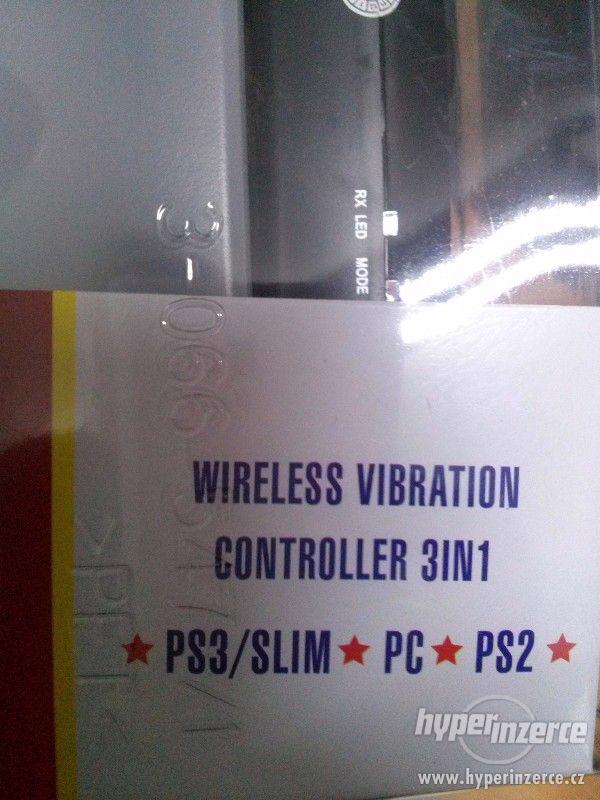 RX LED MODE
WIRELESS VIBRATION
CONTROLLER 3IN1
★ PS3/SLIM ★ PC ★ PS2 ★
hyperinzerce
www.hyperinzerce.cz